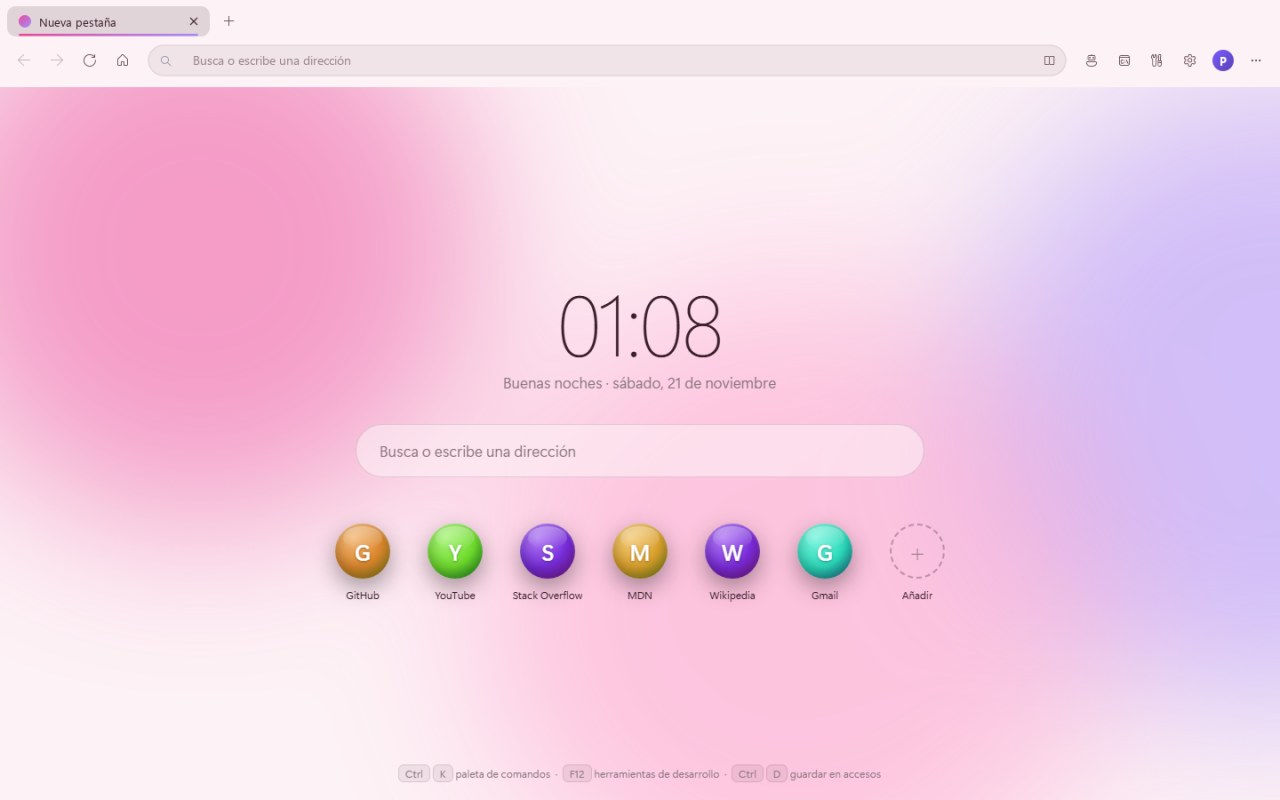 Nueva pestaña
Busca o escribe una dirección
P
01:08
Buenas noches · sábado, 21 de noviembre
Busca o escribe una dirección
G Y S M W G
GitHub YouTube Stack Overflow MDN Wikipedia Gmail Añadir
Ctrl K paleta de comandos · F12 herramientas de desarrollo · Ctrl D guardar en accesos